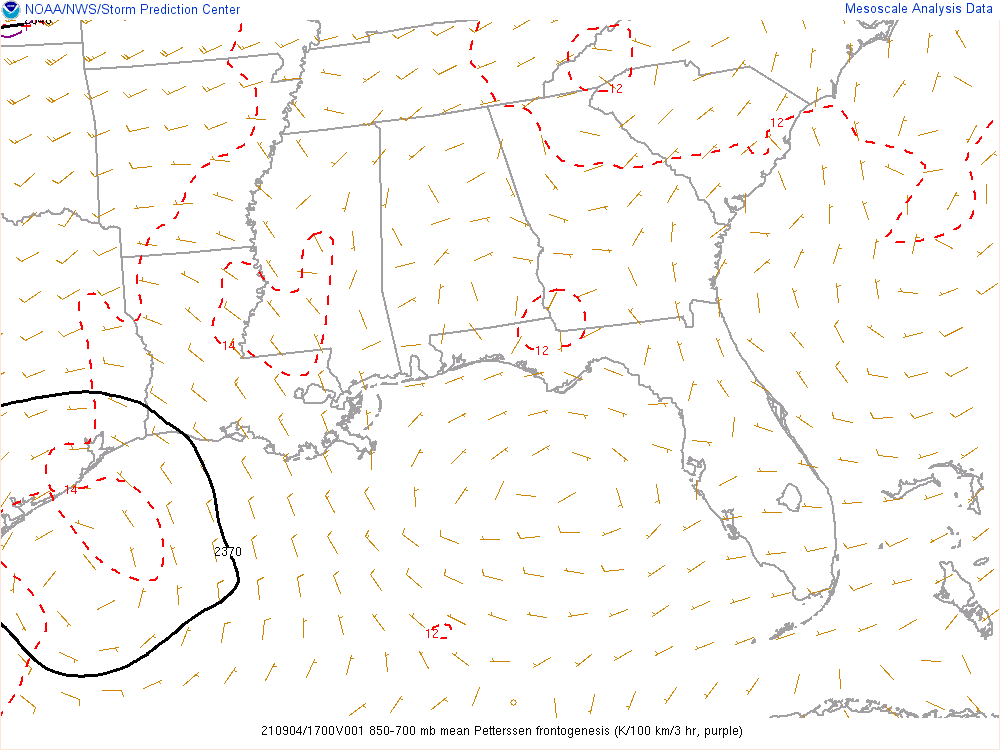 NOAA/NWS/Storm Prediction Center
Mesoscale Analysis Data
12
12
14
12
14
2370
12
210904/1700V001 850-700 mb mean Petterssen frontogenesis (K/100 km/3 hr, purple)